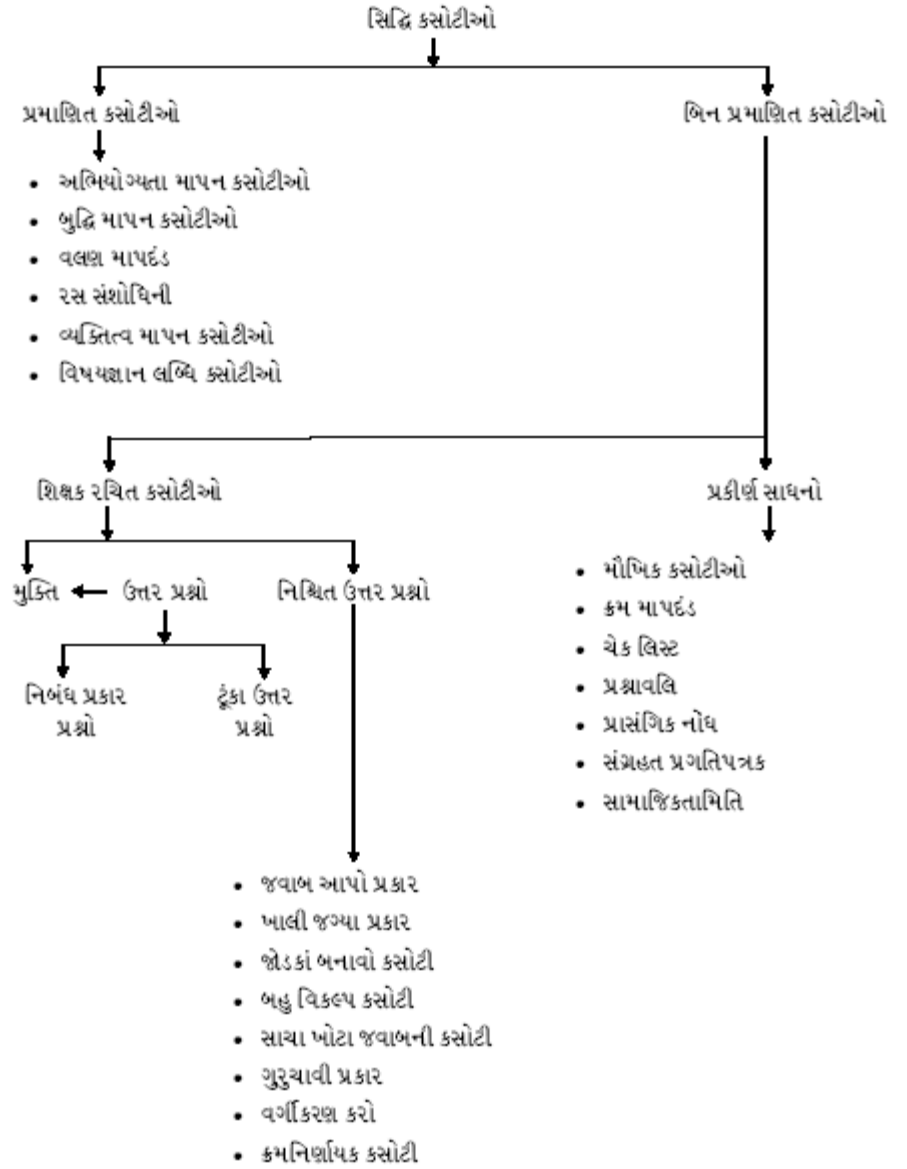 સિદ્ધિ કસોટીઓ
પ્રમાણિત કસોટીઓ
બિન પ્રમાણિત કસોટીઓ
• અભિયોગ્યતા માપન કસોટીઓ
• બુદ્ધિ માપન કસોટીઓ
• વલણ માપદંડ
• રસ સંશોધિની
• વ્યક્તિત્વ માપન કસોટીઓ
• વિષયજ્ઞાન લબ્ધિ કસોટીઓ
શિક્ષક રચિત કસોટીઓ
પ્રકીર્ણ સાધનો
મુક્તિ
ઉત્તર પ્રશ્નો
નિશ્ચિત ઉત્તર પ્રશ્નો
નિબંધ પ્રકાર
પ્રશ્નો
ટૂંકા ઉત્તર
પ્રશ્નો
• મૌખિક કસોટીઓ
• ક્રમ માપદંડ
• ચેક લિસ્ટ
• પ્રશ્નાવલિ
• પ્રાસંગિક નોંધ
• સંગ્રહત પ્રગતિપત્રક
• સામાજિકતામિતિ
• જવાબ આપો પ્રકાર
• ખાલી જગ્યા પ્રકાર
• જોડકાં બનાવો કસોટી
• બહુ વિકલ્પ કસોટી
• સાચા ખોટા જવાબની કસોટી
• ગુરુચાવી પ્રકાર
• વર્ગીકરણ કરો
• ક્રમનિર્ણાયક કસોટી